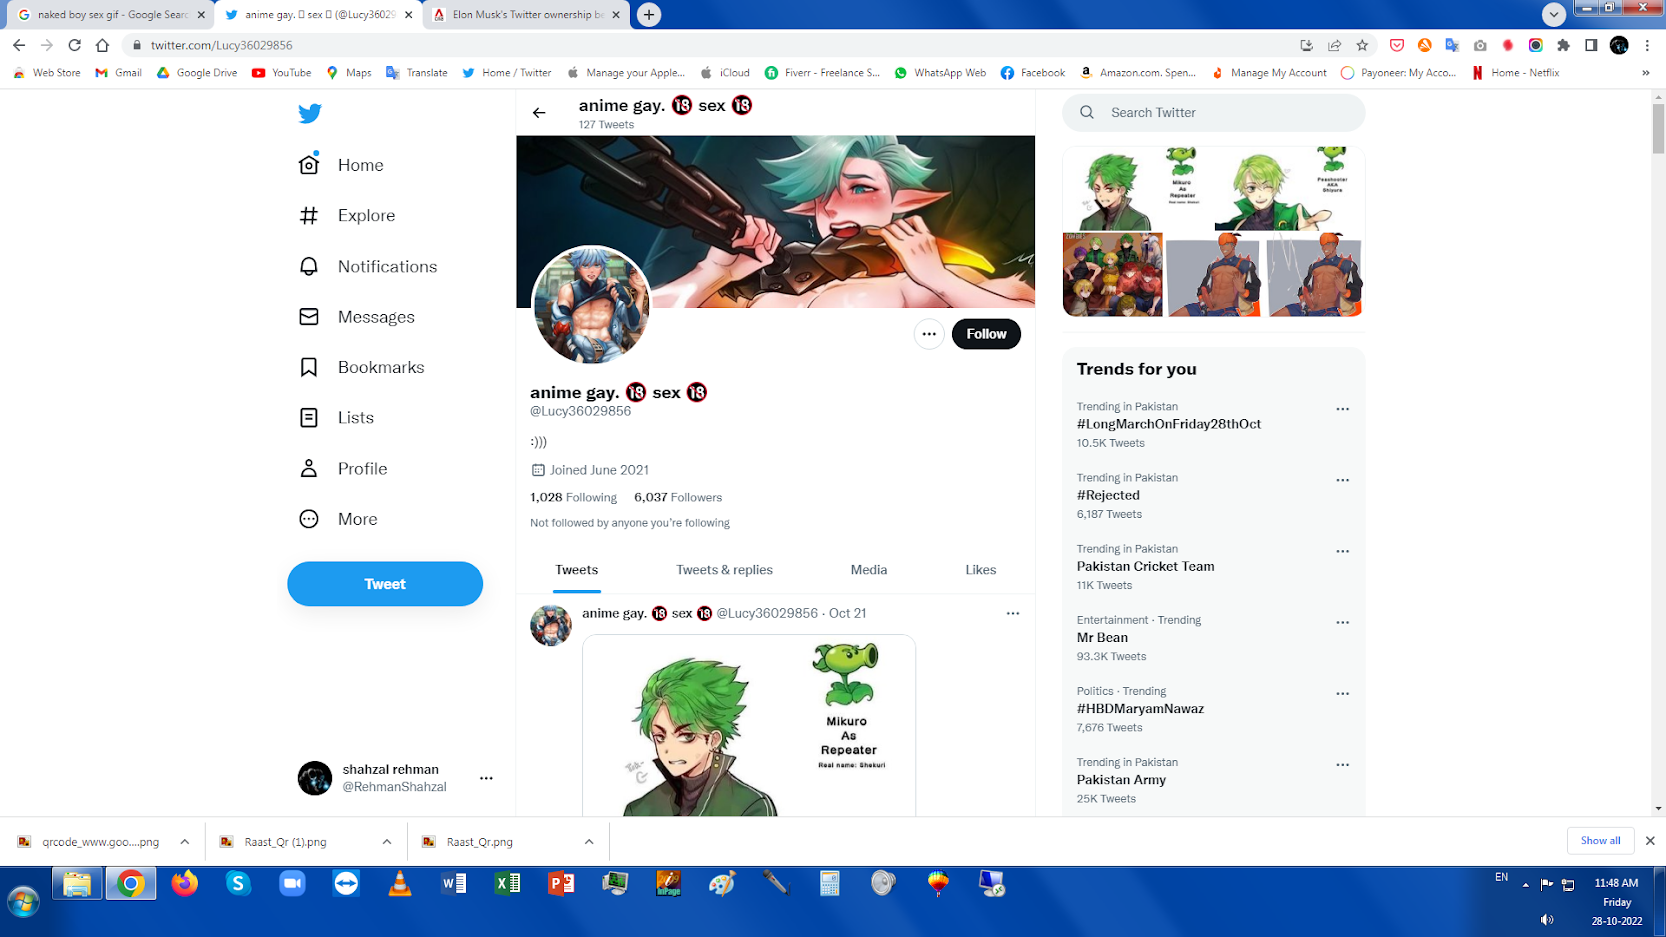 naked boy sex gif - Google Searc
anime gay. 🔞 sex 🔞 (@Lucy36029
Elon Musk's Twitter ownership be
twitter.com/Lucy36029856
Web Store
Gmail
Google Drive
YouTube
Maps
Translate
Home / Twitter
Manage your Apple...
iCloud
Fiverr - Freelance S...
WhatsApp Web
Facebook
Amazon.com. Spen...
Manage My Account
Payoneer: My Acco...
Home - Netflix
»
Home
Explore
Notifications
Messages
Bookmarks
Lists
Profile
More
Tweet
shahzal rehman
@RehmanShahzal
anime gay. 🔞 sex 🔞
127 Tweets
Follow
anime gay. 🔞 sex 🔞
@Lucy36029856
:)))
Joined June 2021
1,028 Following 6,037 Followers
Not followed by anyone you're following
Tweets
Tweets & replies
Media
Likes
anime gay. 🔞 sex 🔞 @Lucy36029856 · Oct 21
Mikuro
As
Repeater
Real name: Shekuri
Search Twitter
Mikuro
As
Repeater
Peashooter
AKA
Shiyura
Trends for you
Trending in Pakistan
#LongMarchOnFriday28thOct
10.5K Tweets
Trending in Pakistan
#Rejected
6,187 Tweets
Trending in Pakistan
Pakistan Cricket Team
11K Tweets
Entertainment · Trending
Mr Bean
93.3K Tweets
Politics · Trending
#HBDMaryamNawaz
7,676 Tweets
Trending in Pakistan
Pakistan Army
25K Tweets
qrcode_www.goo....png
Raast_Qr (1).png
Raast_Qr.png
Show all
EN
11:48 AM
Friday
28-10-2022